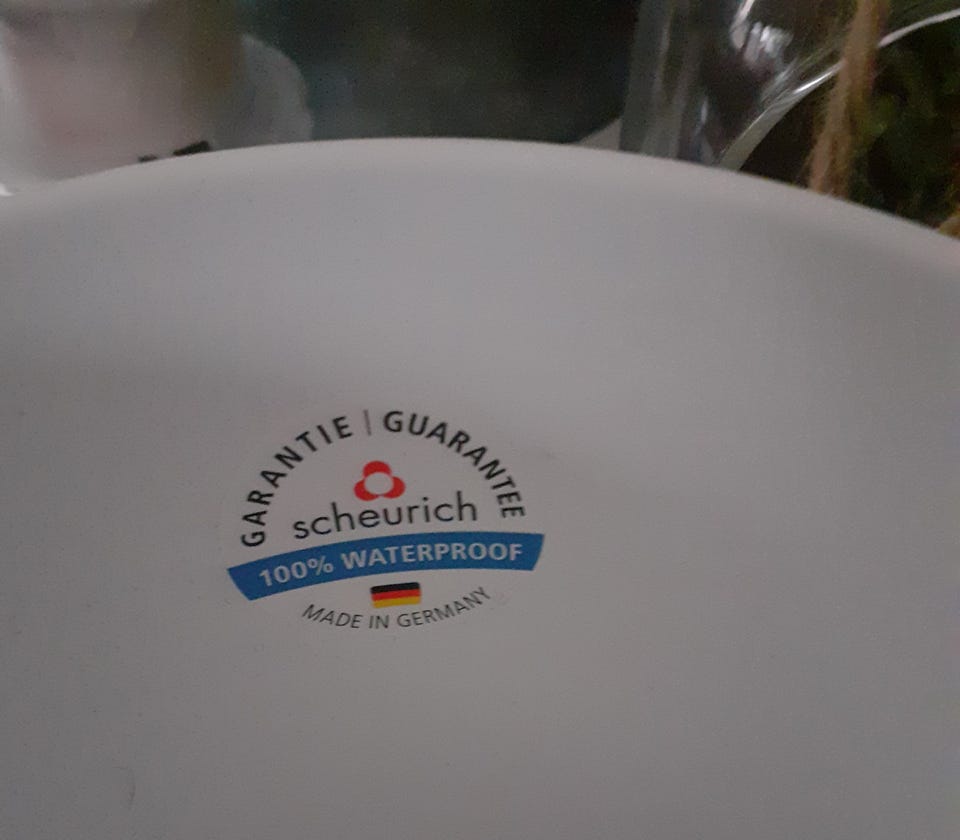 GARANTIE | GUARANTEE
scheurich
100% WATERPROOF
MADE IN GERMANY